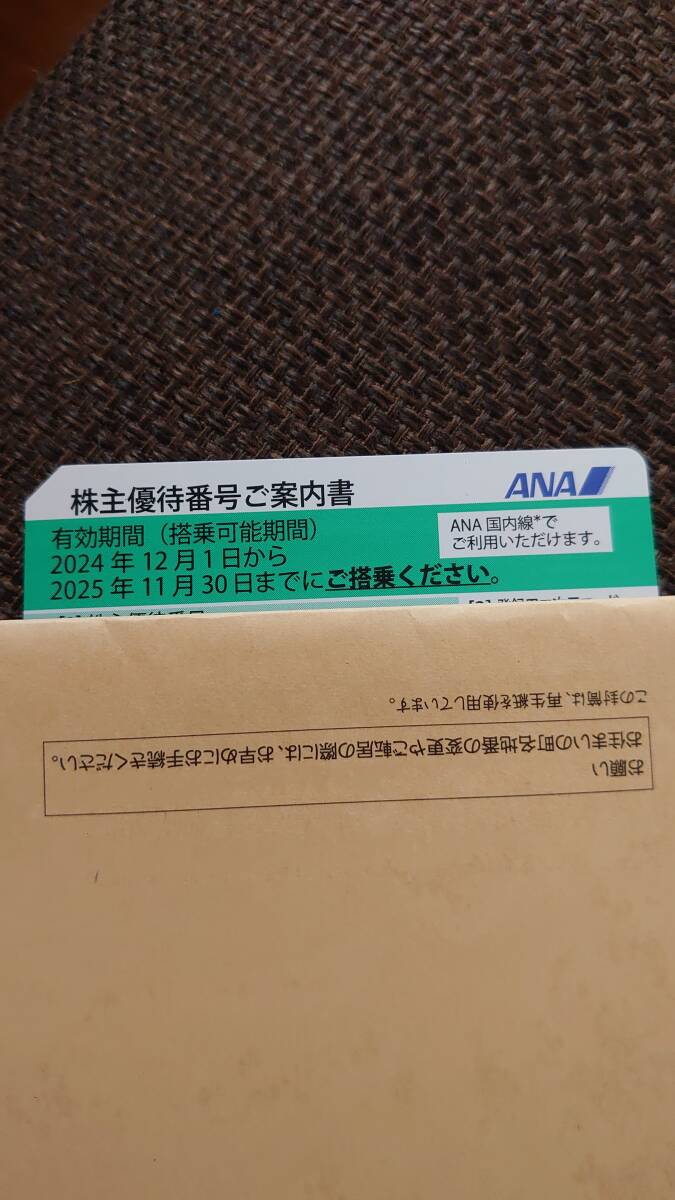 株主優待番号ご案内書
ANA
有効期間（搭乗可能期間）
2024 年 12 月 1 日から
2025 年 11 月 30 日までにご搭乗ください。
ANA 国内線*で
ご利用いただけます。
お願い
お住まいの町名地番の変更やご転居の際には、お早めにお手続きください。
この封筒は、再生紙を使用しています。